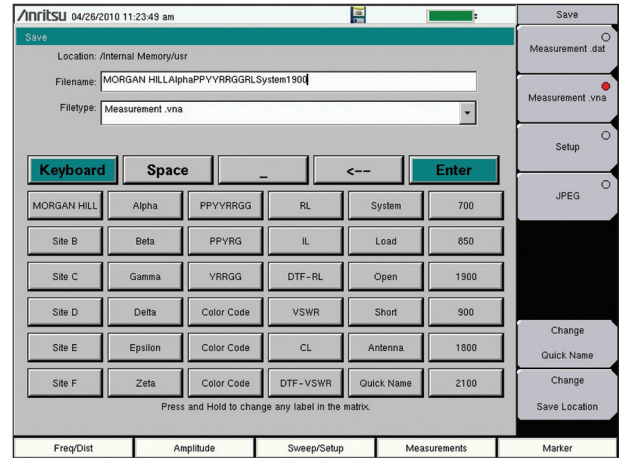 Anritsu 04/26/2010 11:23:49 am
Save
Save
Location: /Internal Memory/usr
Filename: MORGAN HILLAlphaPPYYRRGGRLSystem1900
Filetype: Measurement .vna
Keyboard Space _ <-- Enter
MORGAN HILL Alpha PPYYRRGG RL System 700
Site B Beta PPYRG IL Load 850
Site C Gamma YRRGG DTF-RL Open 1900
Site D Delta Color Code VSWR Short 900
Site E Epsilon Color Code CL Antenna 1800
Site F Zeta Color Code DTF-VSWR Quick Name 2100
Press and Hold to change any label in the matrix.
Measurement .dat
Measurement .vna
Setup
JPEG
Change
Quick Name
Change
Save Location
Freq/Dist Amplitude Sweep/Setup Measurements Marker